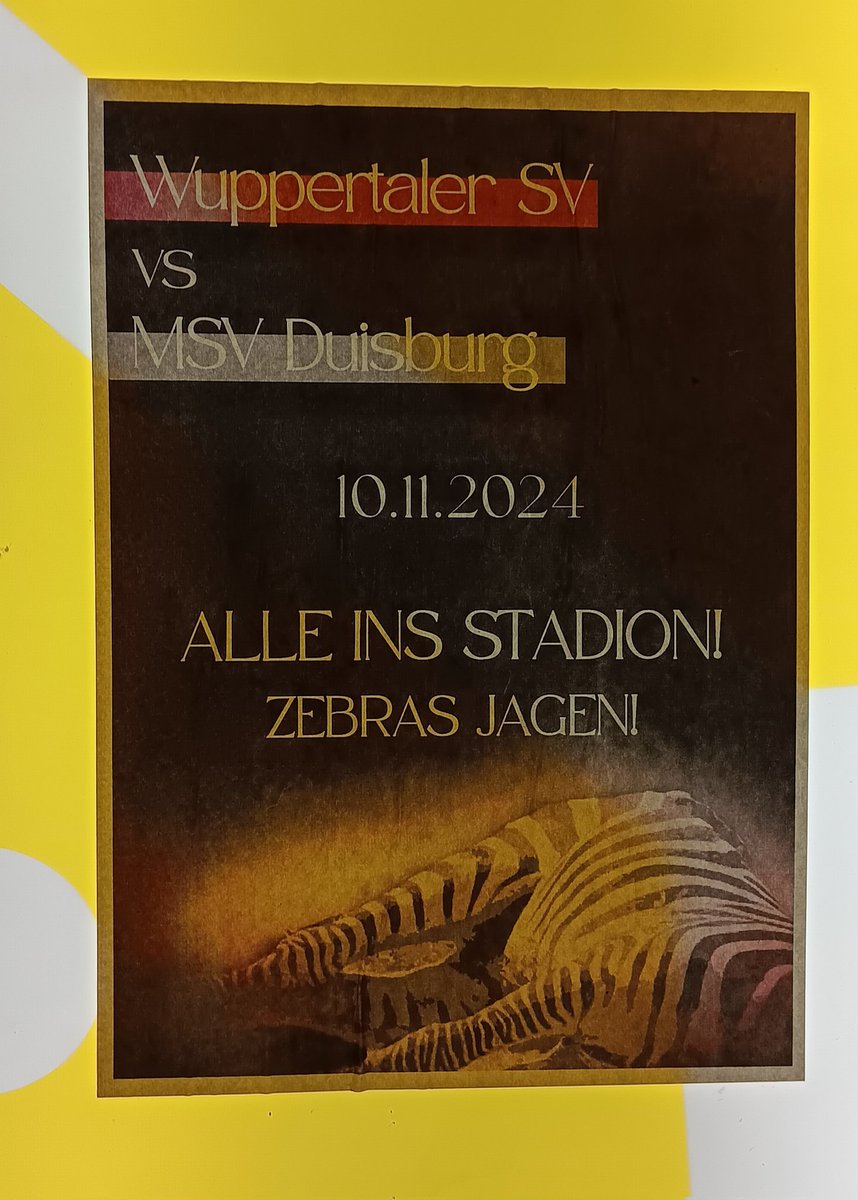 Wuppertaler SV
vs
MSV Duisburg
10.11.2024
ALLE INS STADION!
ZEBRAS JAGEN!